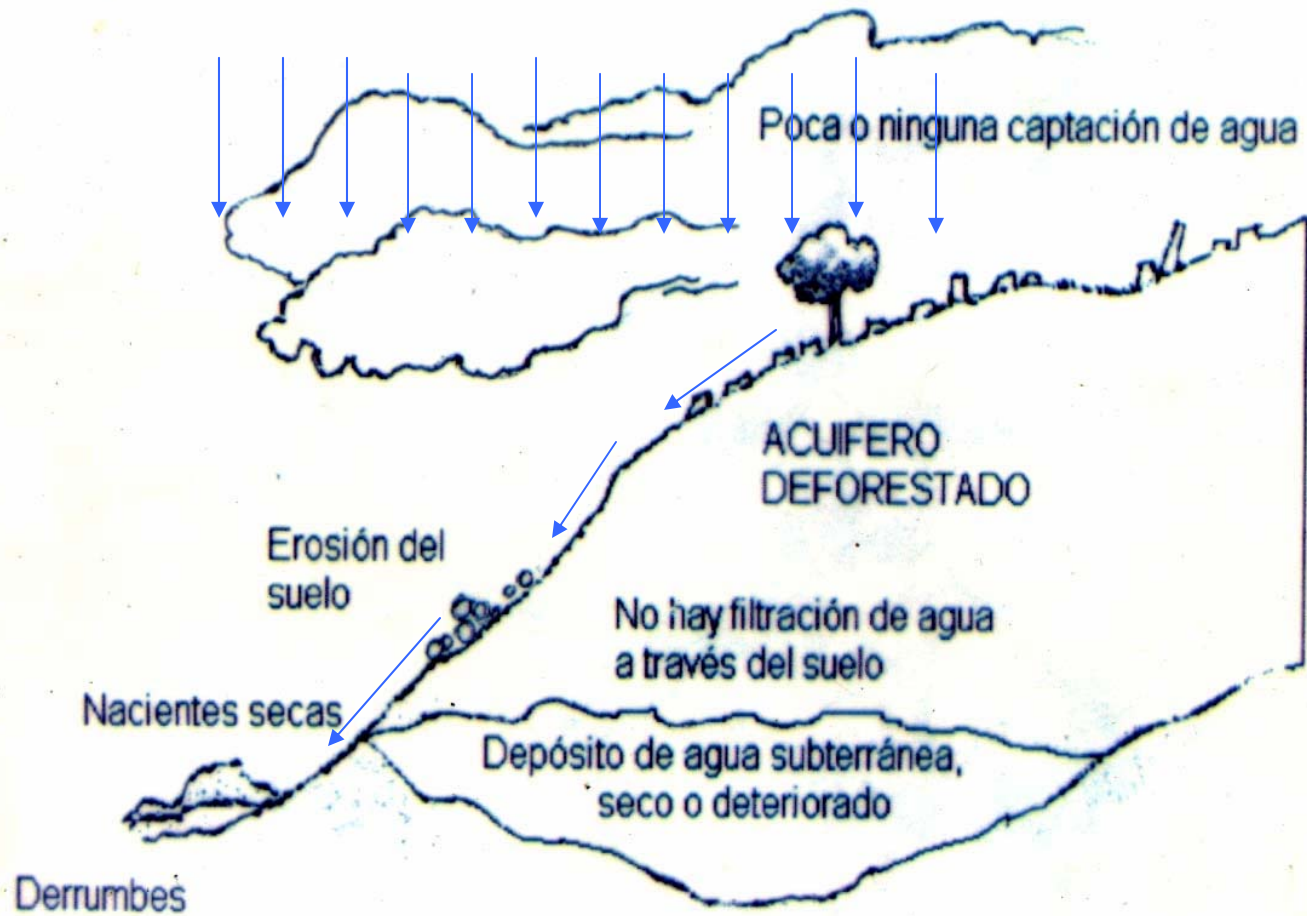 Poca o ninguna captación de agua
ACUIFERO
DEFORESTADO
Erosión del
suelo
No hay filtración de agua
a través del suelo
Nacientes secas
Depósito de agua subterránea,
seco o deteriorado
Derrumbes